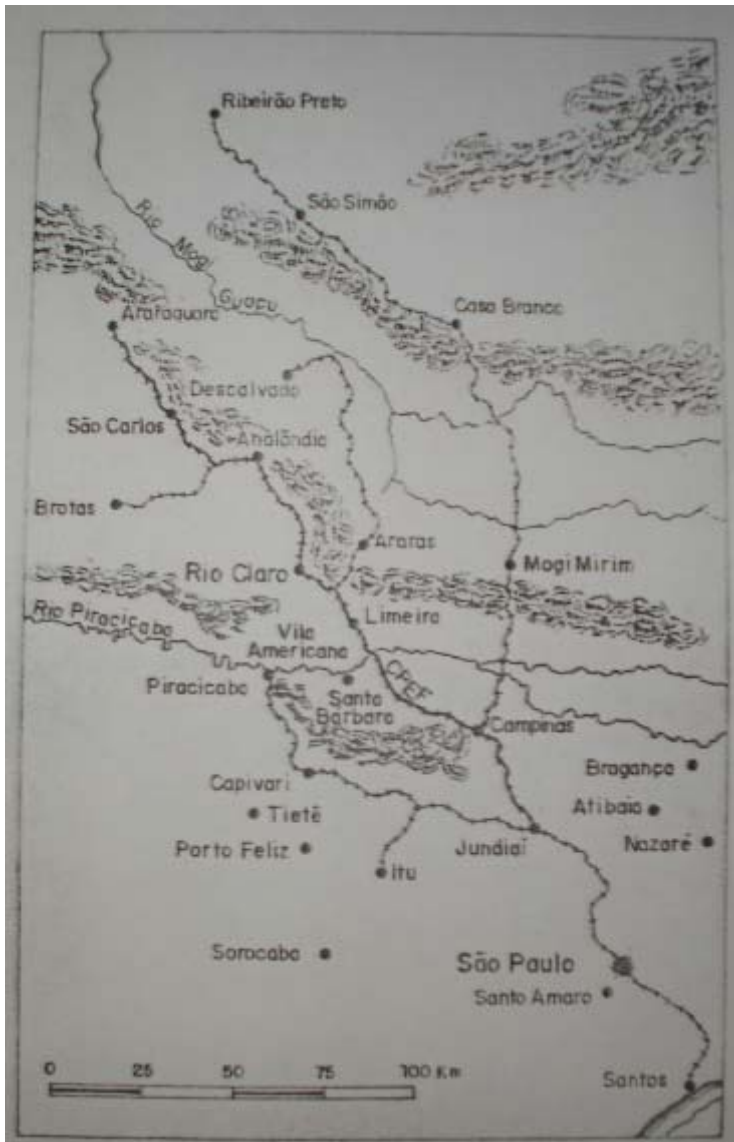 Ribeirão Preto
São Simão
Rio Mogi
Guaçu
Casa Branca
Araraquara
Descalvado
São Carlos
Analândia
Brotas
Araras
Rio Claro
Mogi Mirim
Limeira
Rio Piracicaba
Vila
Americana
Piracicaba
Santa
Barbara
CPEF
Campinas
Bragança
Capivari
Atibaia
Tietê
Jundiaí
Nazaré
Porto Feliz
Itu
Sorocaba
São Paulo
Santo Amaro
0 25 50 75 100 Km
Santos